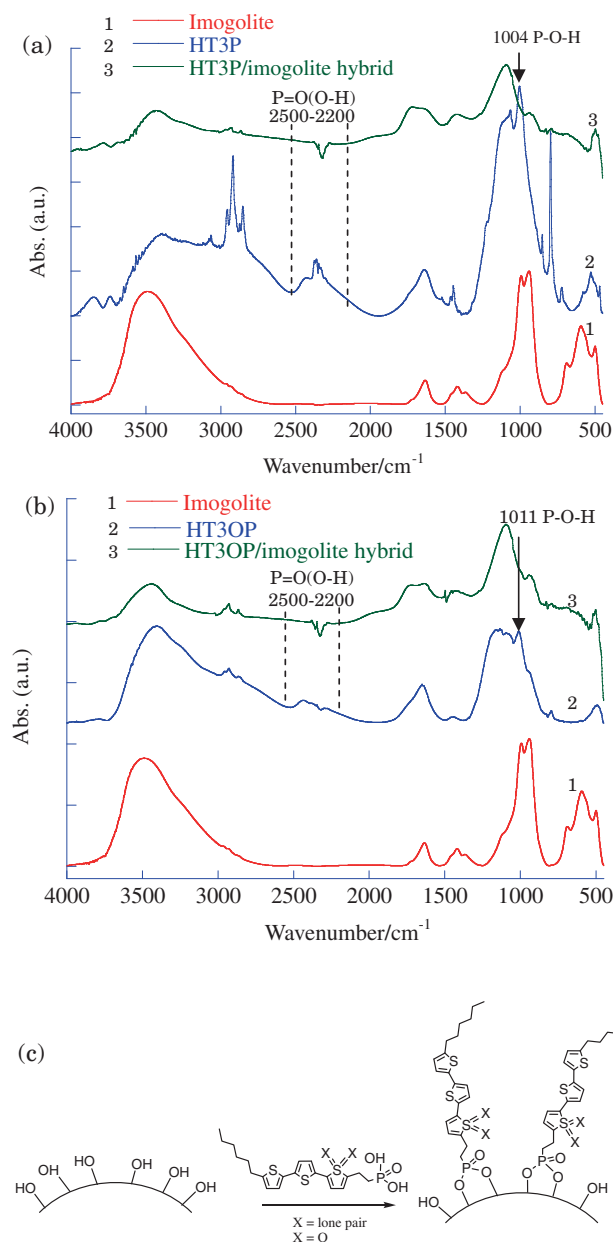 (a)
1 Imogolite
2 HT3P
3 HT3P/imogolite hybrid
1004 P-O-H
P=O(O-H)
2500-2200
3
2
1
Abs. (a.u.)
4000 3500 3000 2500 2000 1500 1000 500
Wavenumber/cm-1
(b)
1 Imogolite
2 HT3OP
3 HT3OP/imogolite hybrid
1011 P-O-H
P=O(O-H)
2500-2200
3
2
1
Abs. (a.u.)
4000 3500 3000 2500 2000 1500 1000 500
Wavenumber/cm-1
(c)
HO HO OH OH OH OH
S S S X X P OH O OH
X = lone pair
X = O
S S S X X P O O O
S S S X X P O O O
HO OH